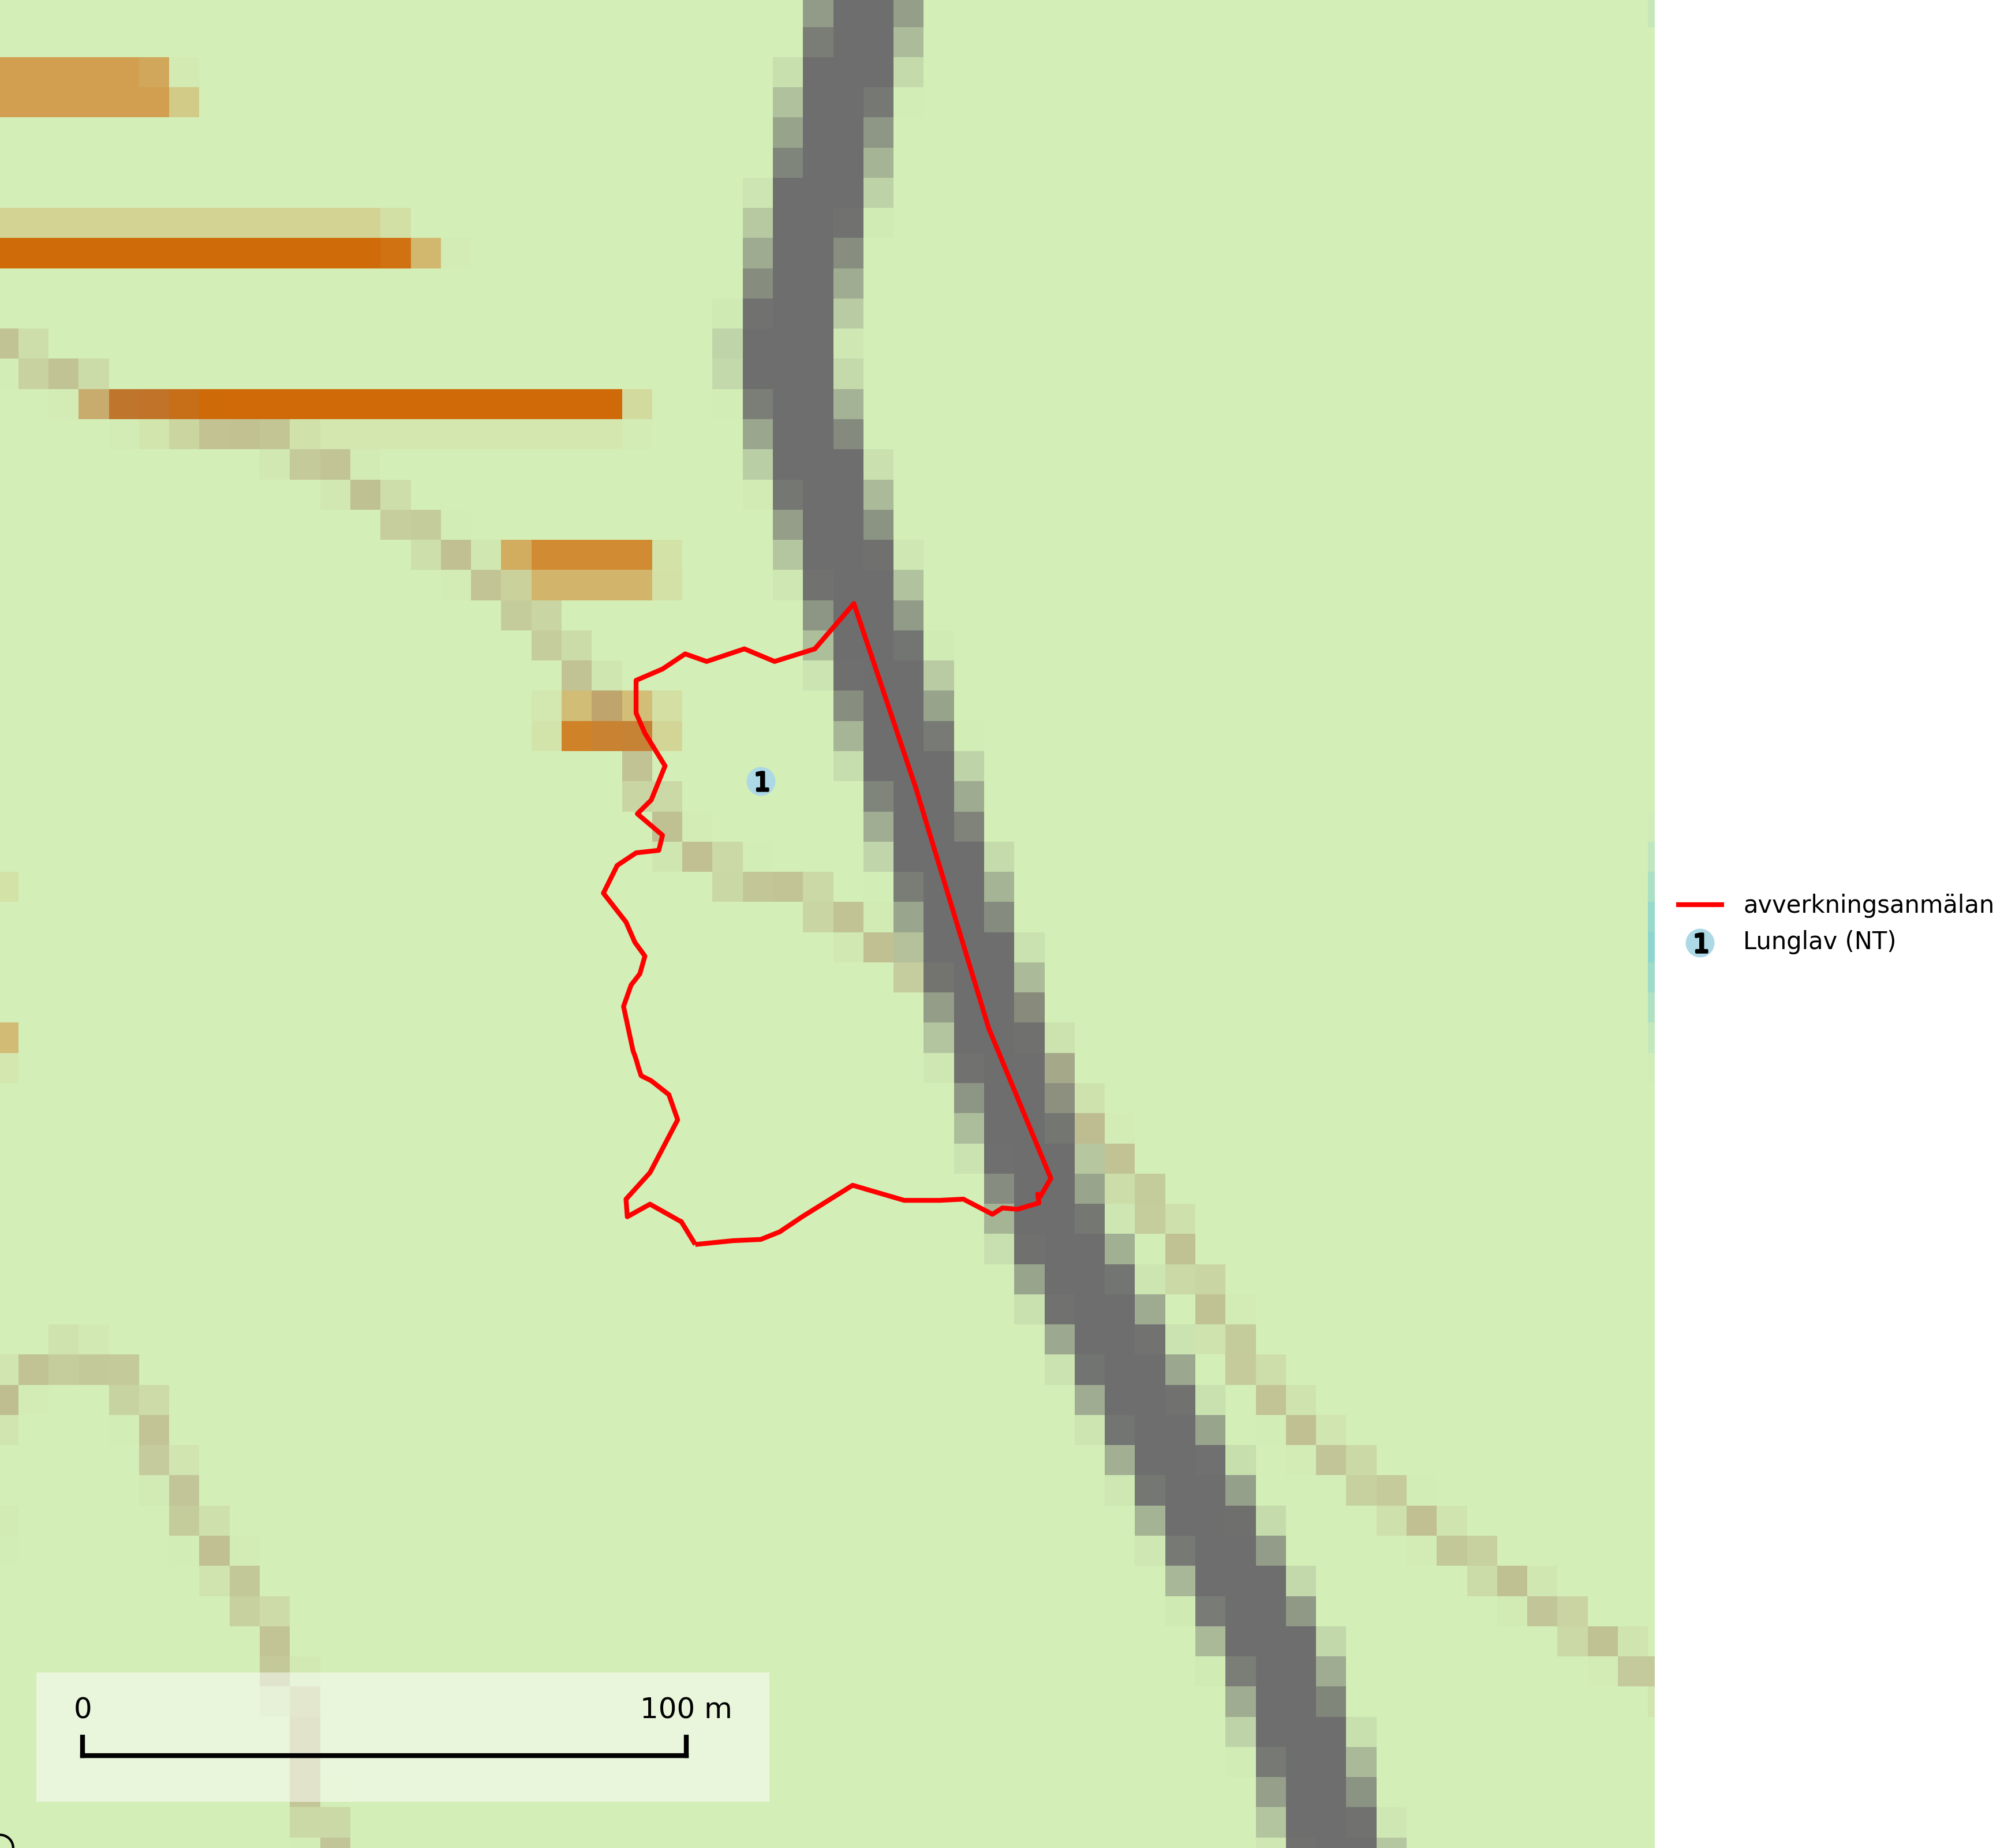 1
avverkningsanmälan
1 Lunglav (NT)
0 100 m